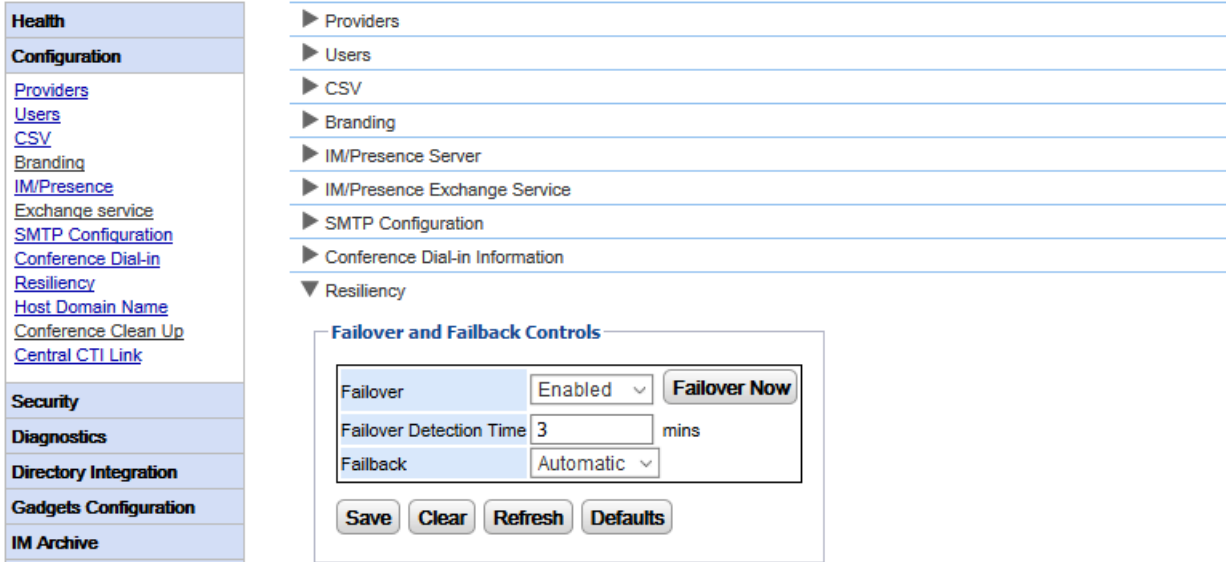 Health
Configuration
Providers
Users
CSV
Branding
IM/Presence
Exchange service
SMTP Configuration
Conference Dial-in
Resiliency
Host Domain Name
Conference Clean Up
Central CTI Link
Security
Diagnostics
Directory Integration
Gadgets Configuration
IM Archive
Providers
Users
CSV
Branding
IM/Presence Server
IM/Presence Exchange Service
SMTP Configuration
Conference Dial-in Information
Resiliency
Failover and Failback Controls
Failover Enabled Failover Now
Failover Detection Time 3 mins
Failback Automatic
Save Clear Refresh Defaults